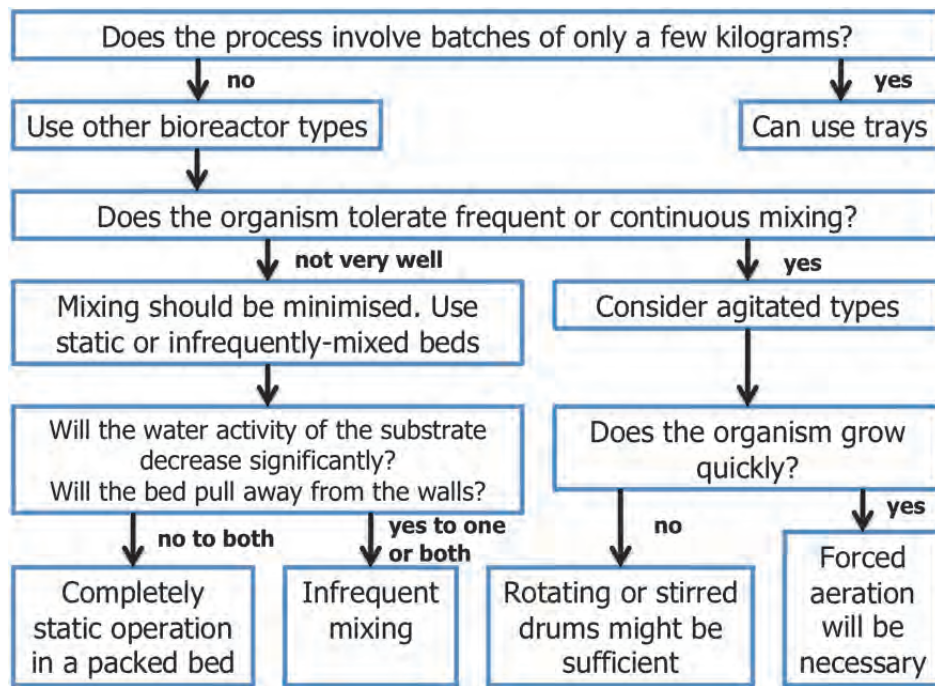 Does the process involve batches of only a few kilograms?
no
yes
Use other bioreactor types
Can use trays
Does the organism tolerate frequent or continuous mixing?
not very well
yes
Mixing should be minimised. Use
static or infrequently-mixed beds
Consider agitated types
Will the water activity of the substrate
decrease significantly?
Will the bed pull away from the walls?
Does the organism grow
quickly?
no to both
yes to one
or both
no
yes
Completely
static operation
in a packed bed
Infrequent
mixing
Rotating or stirred
drums might be
sufficient
Forced
aeration
will be
necessary